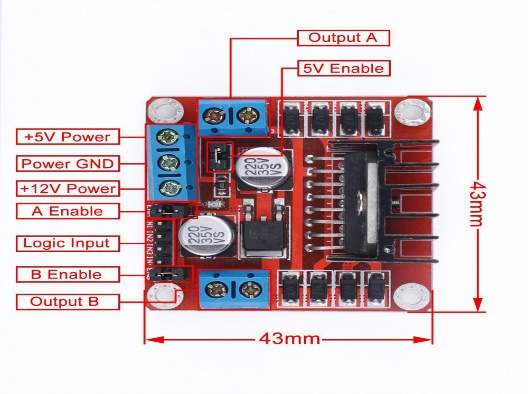 Output A
5V Enable
+5V Power
Power GND
+12V Power
A Enable
Logic Input
B Enable
Output B
220
35V
VS
220
35V
VS
43mm
43mm